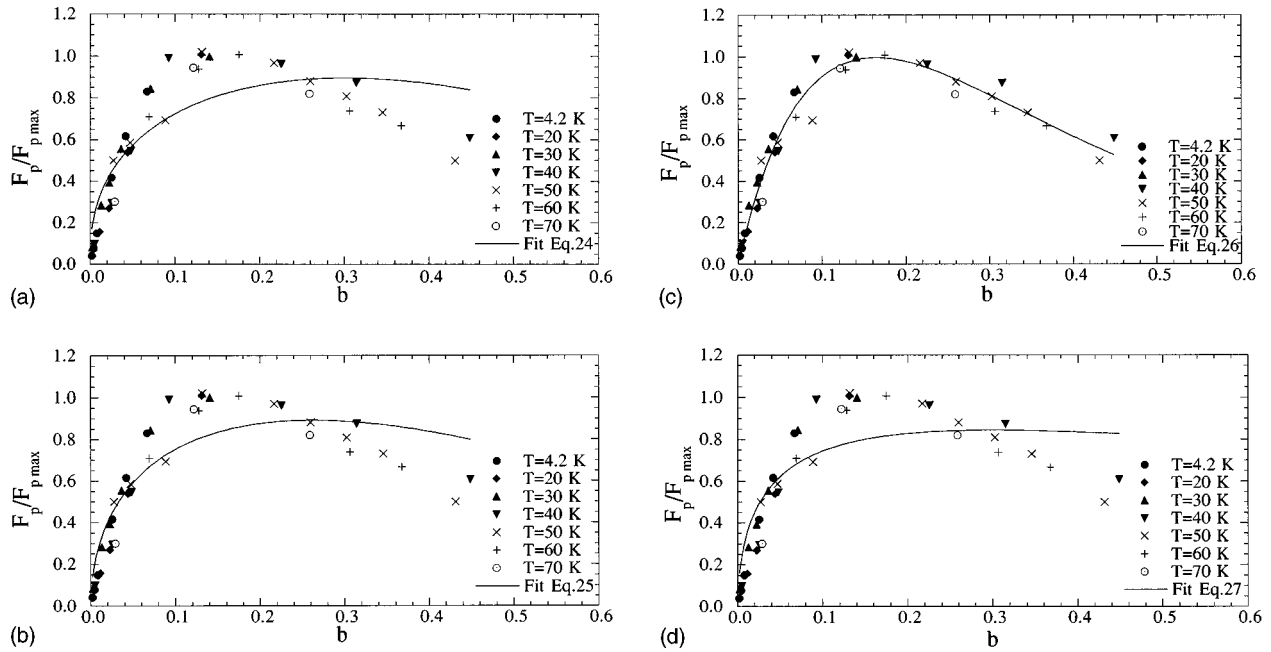 (a)
F_p/F_p max
1.2
1.0
0.8
0.6
0.4
0.2
0.0
0.0 0.1 0.2 0.3 0.4 0.5 0.6
b
T=4.2 K
T=20 K
T=30 K
T=40 K
T=50 K
T=60 K
T=70 K
Fit Eq.24
(c)
F_p/F_p max
1.2
1.0
0.8
0.6
0.4
0.2
0.0
0.0 0.1 0.2 0.3 0.4 0.5 0.6
b
T=4.2 K
T=20 K
T=30 K
T=40 K
T=50 K
T=60 K
T=70 K
Fit Eq.26
(b)
F_p/F_p max
1.2
1.0
0.8
0.6
0.4
0.2
0.0
0.0 0.1 0.2 0.3 0.4 0.5 0.6
b
T=4.2 K
T=20 K
T=30 K
T=40 K
T=50 K
T=60 K
T=70 K
Fit Eq.25
(d)
F_p/F_p max
1.2
1.0
0.8
0.6
0.4
0.2
0.0
0.0 0.1 0.2 0.3 0.4 0.5 0.6
b
T=4.2 K
T=20 K
T=30 K
T=40 K
T=50 K
T=60 K
T=70 K
Fit Eq.27